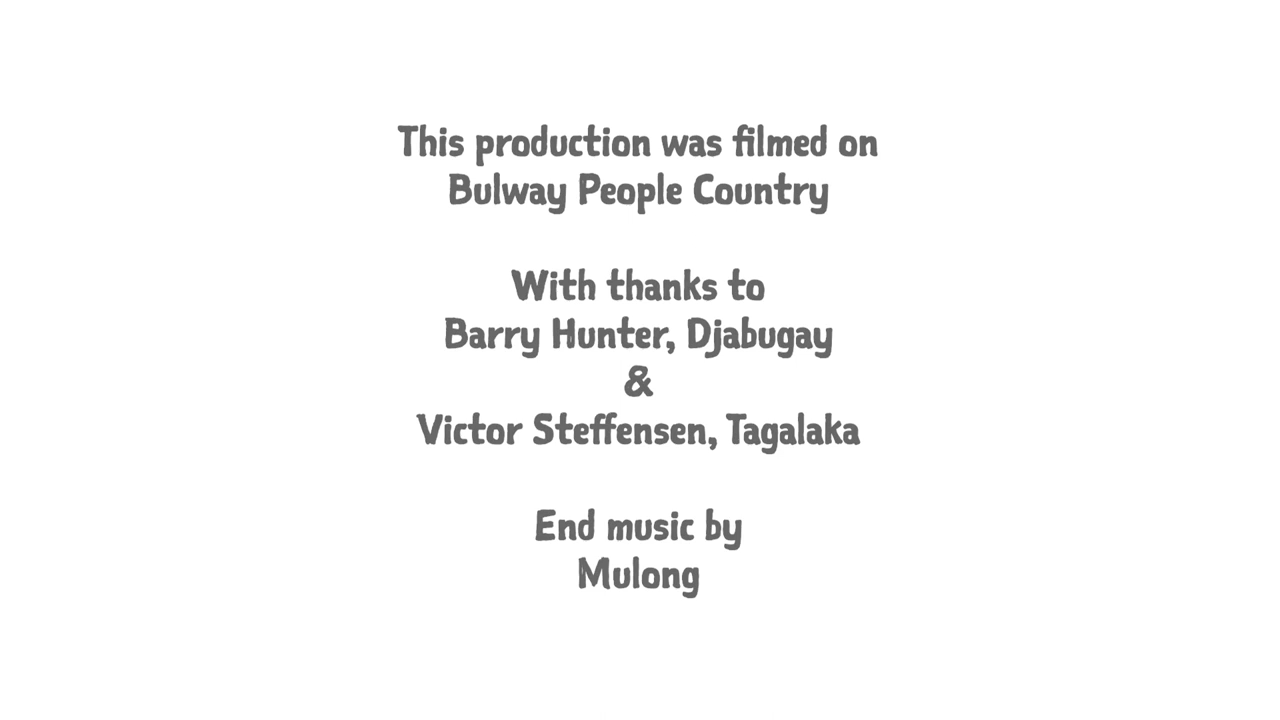 This production was filmed on
Bulway People Country
With thanks to
Barry Hunter, Djabugay
&
Victor Steffensen, Tagalaka
End music by
Mulong